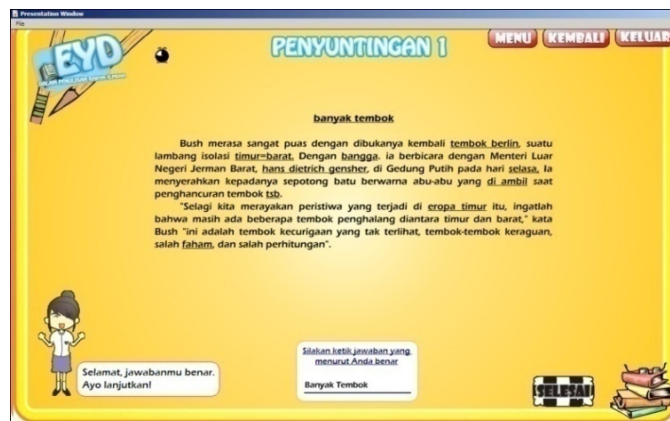 Presentation Window
File
EYD
PENYUNTINGAN 1
MENU KEMBALI KELUAR
banyak tembok
Bush merasa sangat puas dengan dibukanya kembali tembok berlin, suatu
lambang isolasi timur=barat. Dengan bangga. ia berbicara dengan Menteri Luar
Negeri Jerman Barat, hans dietrich gensher, di Gedung Putih pada hari selasa, Ia
menyerahkan kepadanya sepotong batu berwarna abu-abu yang di ambil saat
penghancuran tembok tsb.
"Selagi kita merayakan peristiwa yang terjadi di eropa timur itu, ingatlah
bahwa masih ada beberapa tembok penghalang diantara timur dan barat," kata
Bush "ini adalah tembok kecurigaan yang tak terlihat, tembok-tembok keraguan,
salah faham, dan salah perhitungan".
Selamat, jawabanmu benar.
Ayo lanjutkan!
Silakan ketik jawaban yang
menurut Anda benar
Banyak Tembok
SELESAI